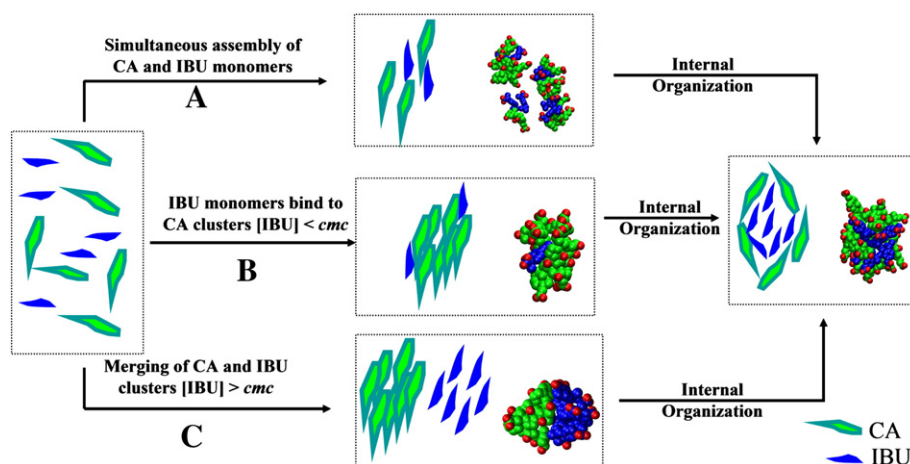 Simultaneous assembly of
CA and IBU monomers
A
Internal
Organization
IBU monomers bind to
CA clusters [IBU] < cmc
B
Internal
Organization
Merging of CA and IBU
clusters [IBU] > cmc
C
Internal
Organization
CA
IBU